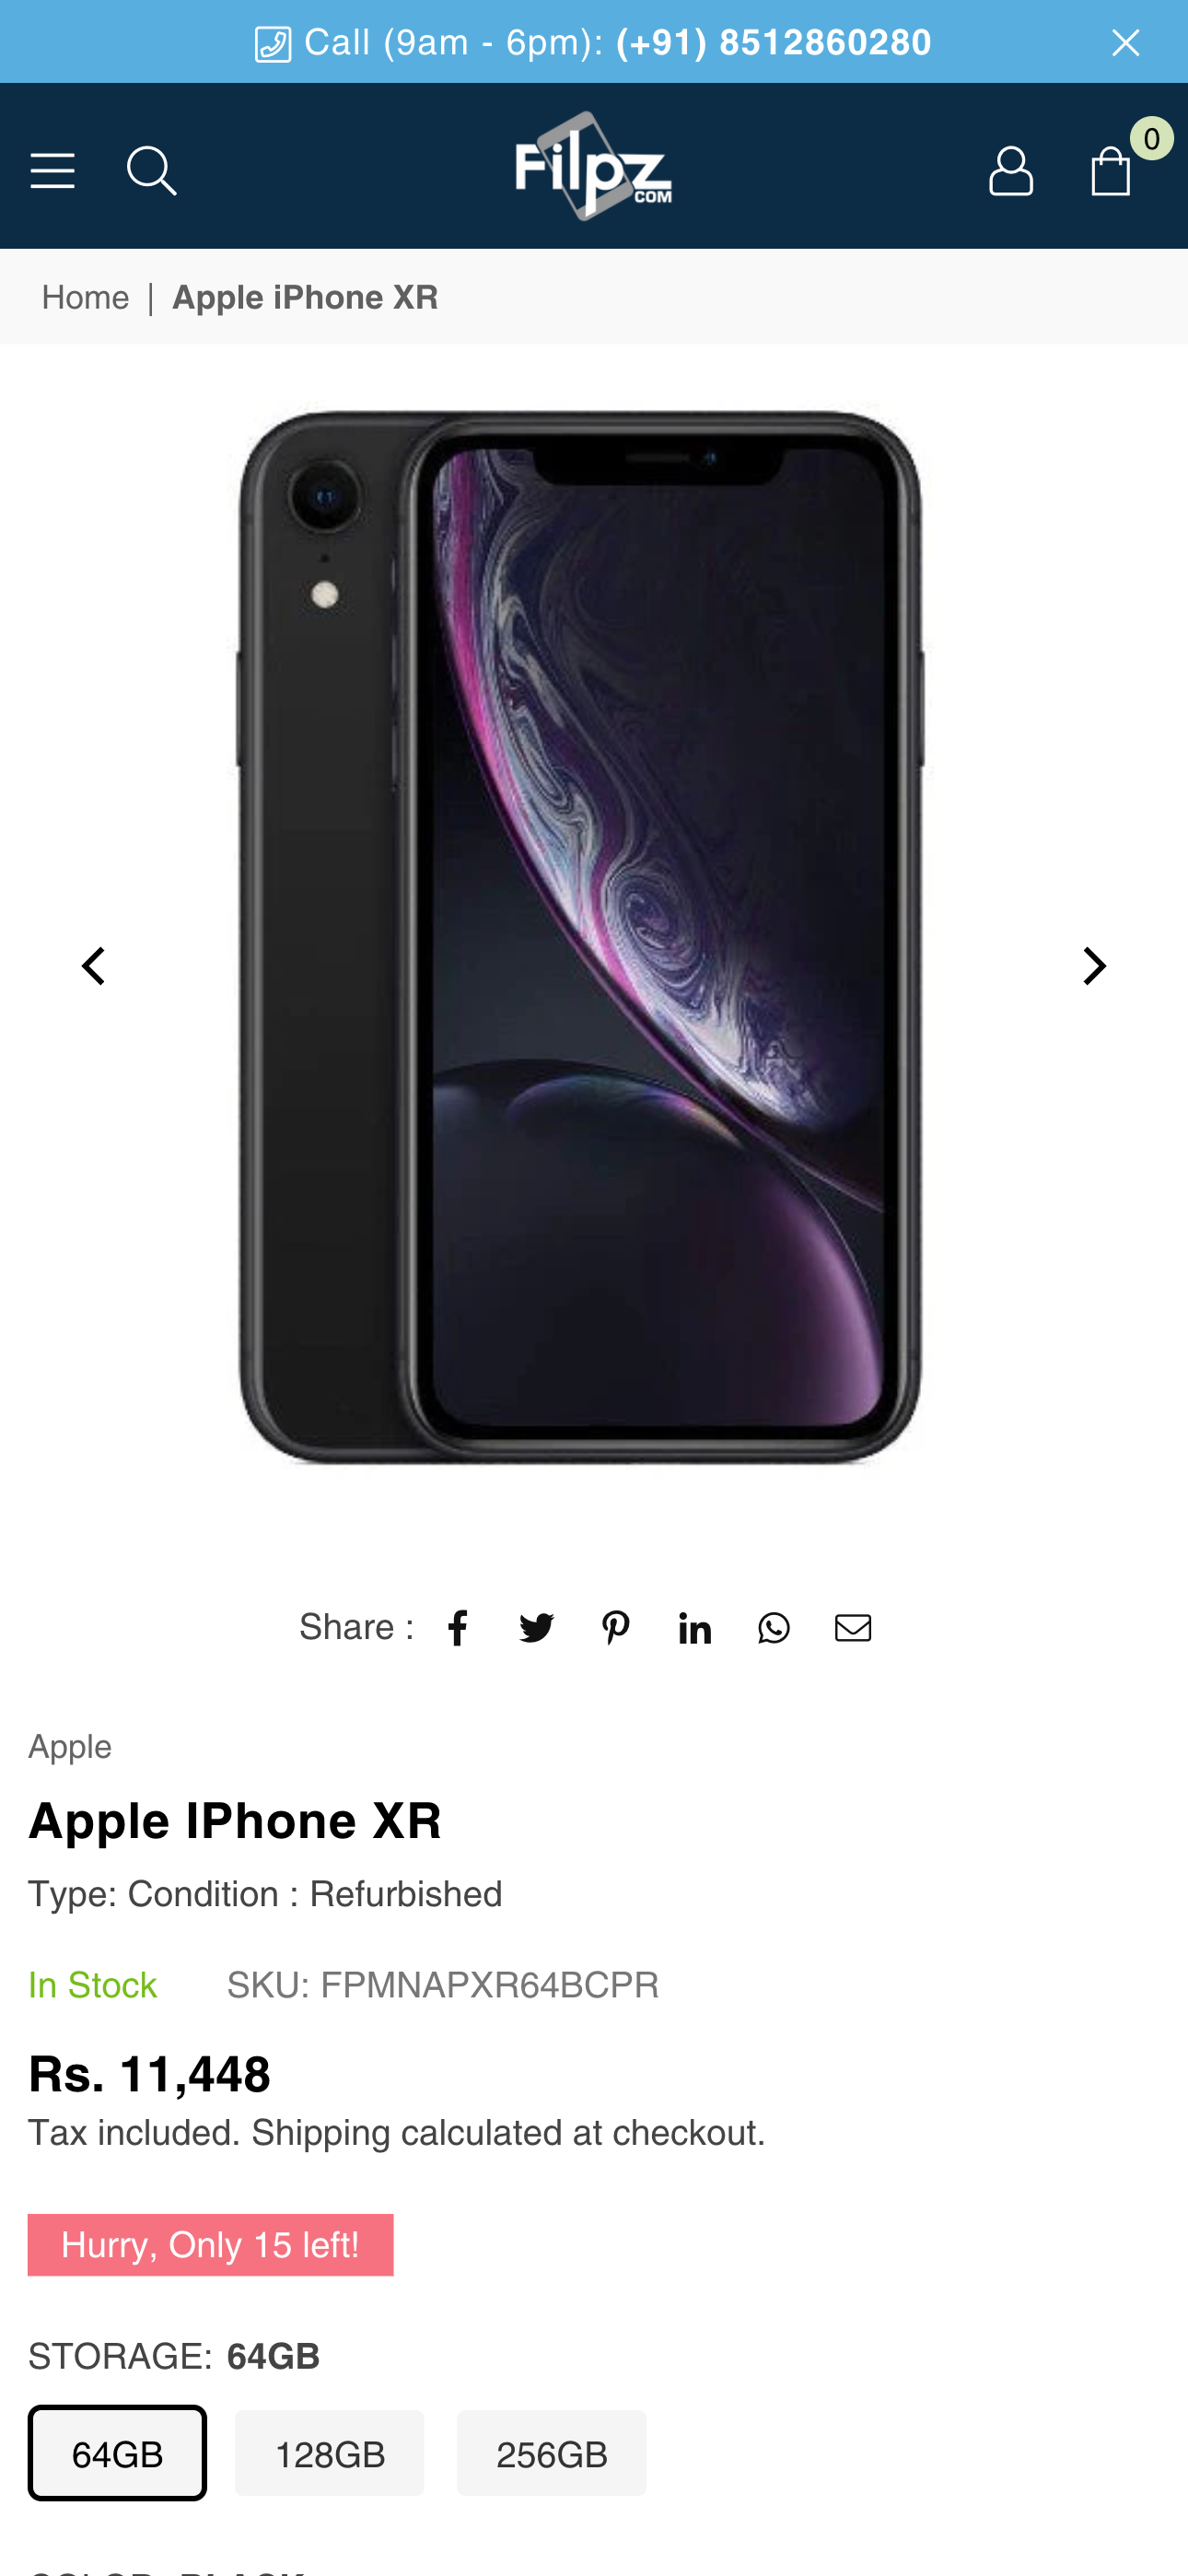 Call (9am - 6pm): (+91) 8512860280
Filpz
.COM
0
Home | Apple iPhone XR
Share :
Apple
Apple IPhone XR
Type: Condition : Refurbished
In Stock SKU: FPMNAPXR64BCPR
Rs. 11,448
Tax included. Shipping calculated at checkout.
Hurry, Only 15 left!
STORAGE: 64GB
64GB 128GB 256GB